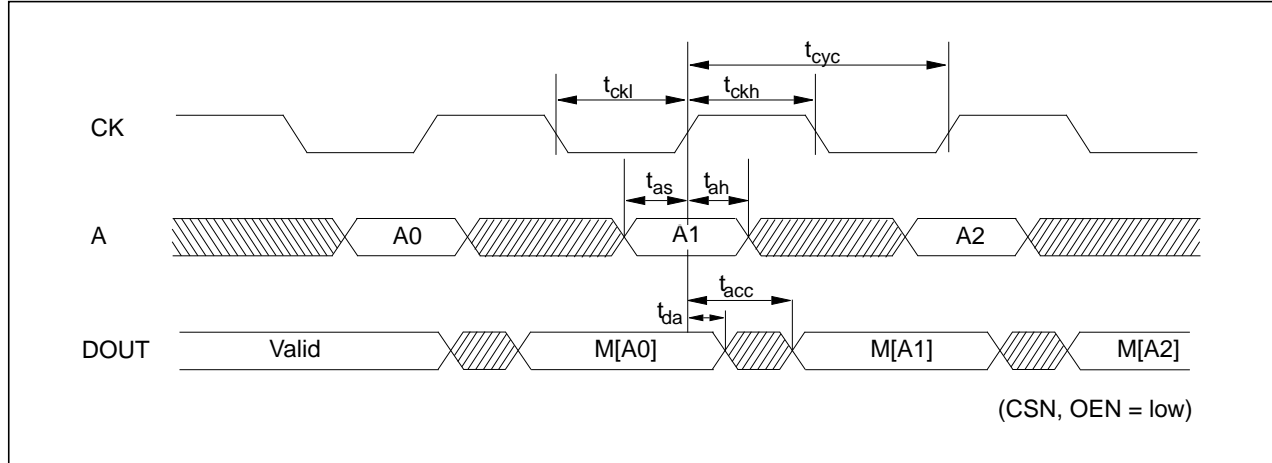 tcyc
tckl
tckh
CK
tas
tah
A
A0
A1
A2
tacc
tda
DOUT
Valid
M[A0]
M[A1]
M[A2]
(CSN, OEN = low)